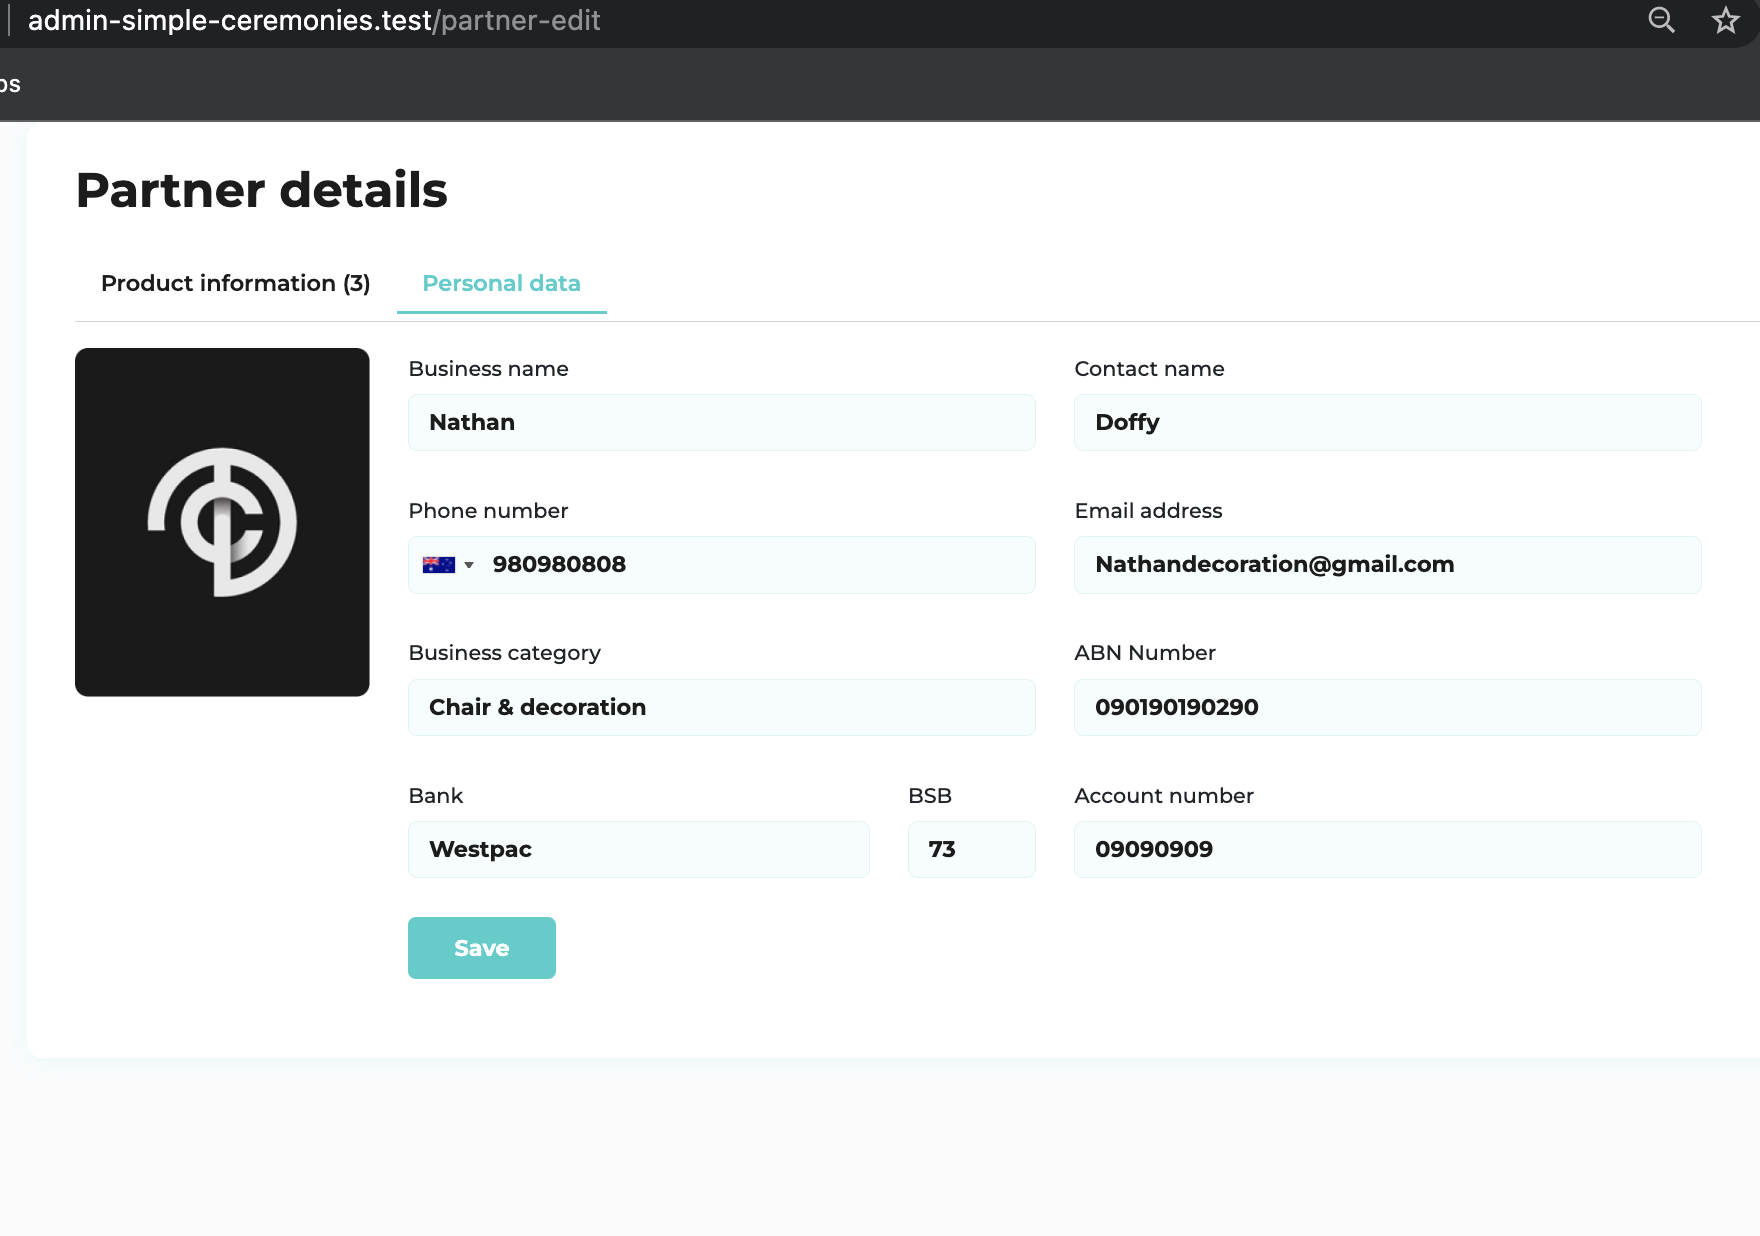 admin-simple-ceremonies.test/partner-edit
Partner details
Product information (3) Personal data
Business name Contact name
Nathan Doffy
Phone number Email address
980980808 Nathandecoration@gmail.com
Business category ABN Number
Chair & decoration 090190190290
Bank BSB Account number
Westpac 73 09090909
Save